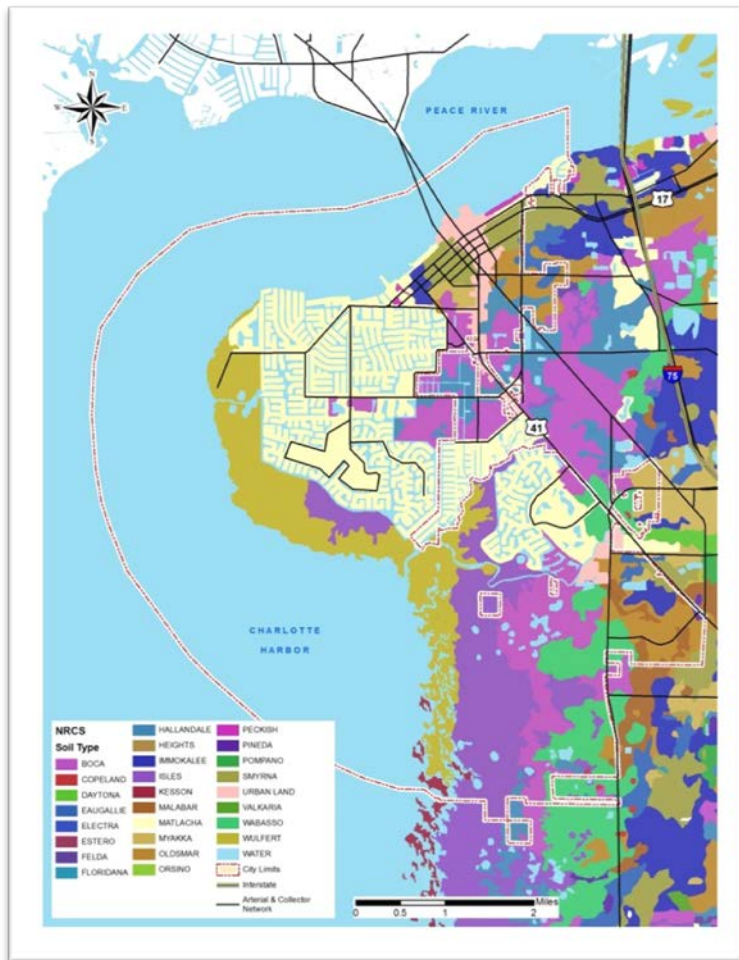 N
W E
S
PEACE RIVER
17
75
41
CHARLOTTE
HARBOR
NRCS
Soil Type
BOCA
COPELAND
DAYTONA
EAUGALLIE
ELECTRA
ESTERO
FELDA
FLORIDANA
HALLANDALE
HEIGHTS
IMMOKALEE
ISLES
KESSON
MALABAR
MATLACHA
MYAKKA
OLDSMAR
ORSINO
PECKISH
PINEDA
POMPANO
SMYRNA
URBAN LAND
VALKARIA
WABASSO
WULFERT
WATER
City Limits
Interstate
Arterial & Collector
Network
Miles
0 0.5 1 2